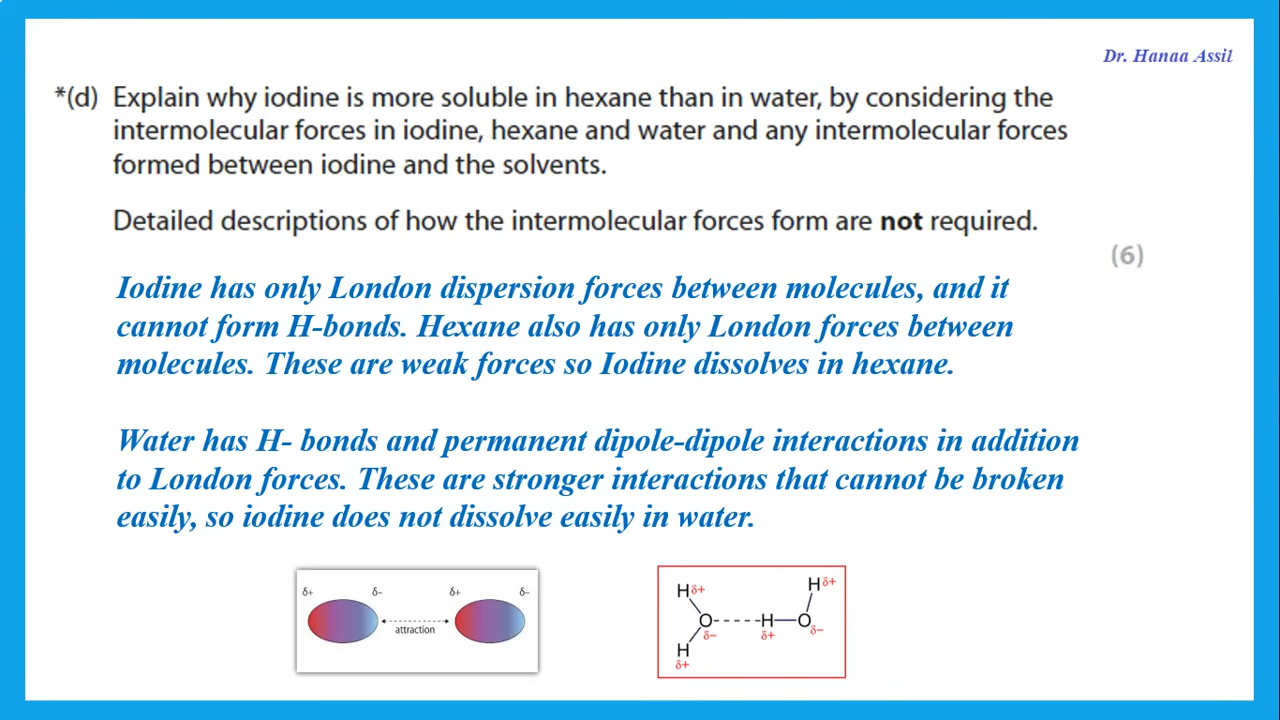 Dr. Hanaa Assil
*(d) Explain why iodine is more soluble in hexane than in water, by considering the
intermolecular forces in iodine, hexane and water and any intermolecular forces
formed between iodine and the solvents.
Detailed descriptions of how the intermolecular forces form are not required.
(6)
Iodine has only London dispersion forces between molecules, and it
cannot form H-bonds. Hexane also has only London forces between
molecules. These are weak forces so Iodine dissolves in hexane.
Water has H- bonds and permanent dipole-dipole interactions in addition
to London forces. These are stronger interactions that cannot be broken
easily, so iodine does not dissolve easily in water.
δ+ δ− δ+ δ−
attraction
H δ+ H δ+
O H O
δ− δ+ δ−
H
δ+